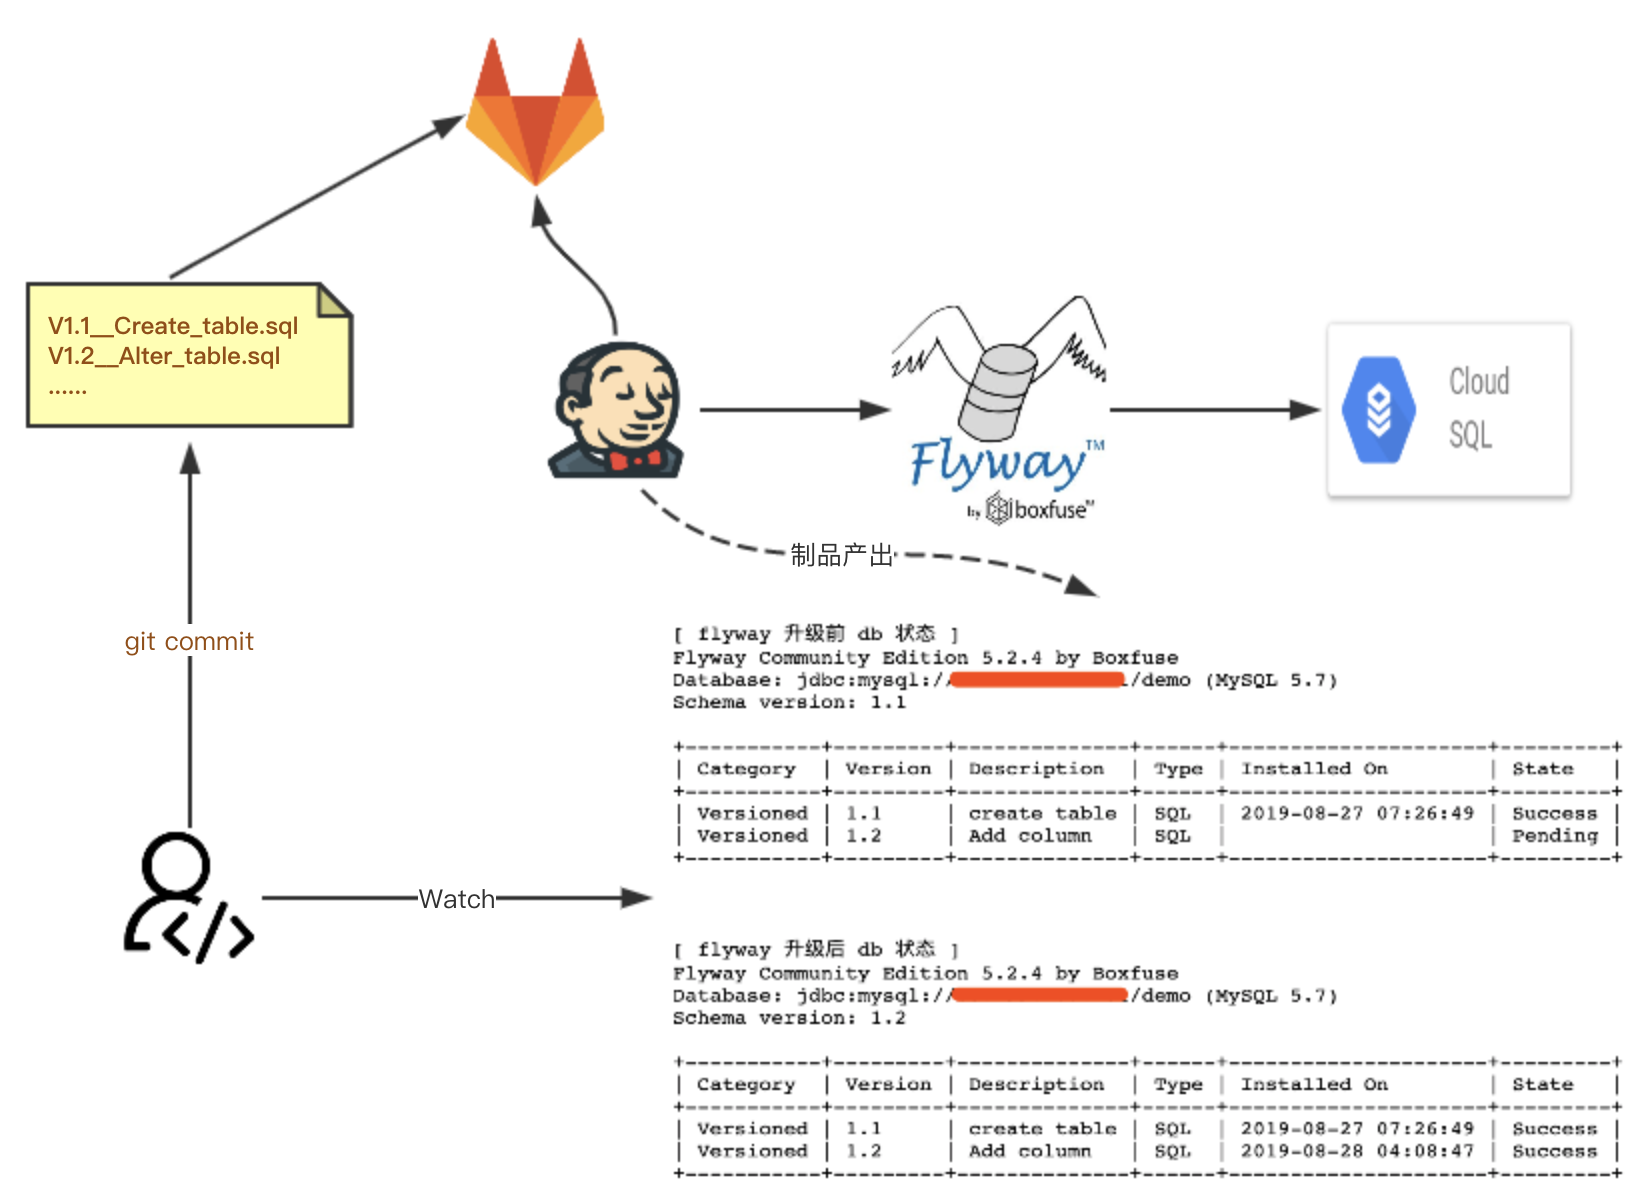 V1.1__Create_table.sql
V1.2__Alter_table.sql
......
Flyway™
by boxfuse
Cloud
SQL
制品产出
git commit
Watch
[ flyway 升级前 db 状态 ]
Flyway Community Edition 5.2.4 by Boxfuse
Database: jdbc:mysql:// /demo (MySQL 5.7)
Schema version: 1.1
+-----------+---------+--------------+------+---------------------+---------+
| Category | Version | Description | Type | Installed On | State |
+-----------+---------+--------------+------+---------------------+---------+
| Versioned | 1.1 | create table | SQL | 2019-08-27 07:26:49 | Success |
| Versioned | 1.2 | Add column | SQL | | Pending |
+-----------+---------+--------------+------+---------------------+---------+
[ flyway 升级后 db 状态 ]
Flyway Community Edition 5.2.4 by Boxfuse
Database: jdbc:mysql:// /demo (MySQL 5.7)
Schema version: 1.2
+-----------+---------+--------------+------+---------------------+---------+
| Category | Version | Description | Type | Installed On | State |
+-----------+---------+--------------+------+---------------------+---------+
| Versioned | 1.1 | create table | SQL | 2019-08-27 07:26:49 | Success |
| Versioned | 1.2 | Add column | SQL | 2019-08-28 04:08:47 | Success |
+-----------+---------+--------------+------+---------------------+---------+